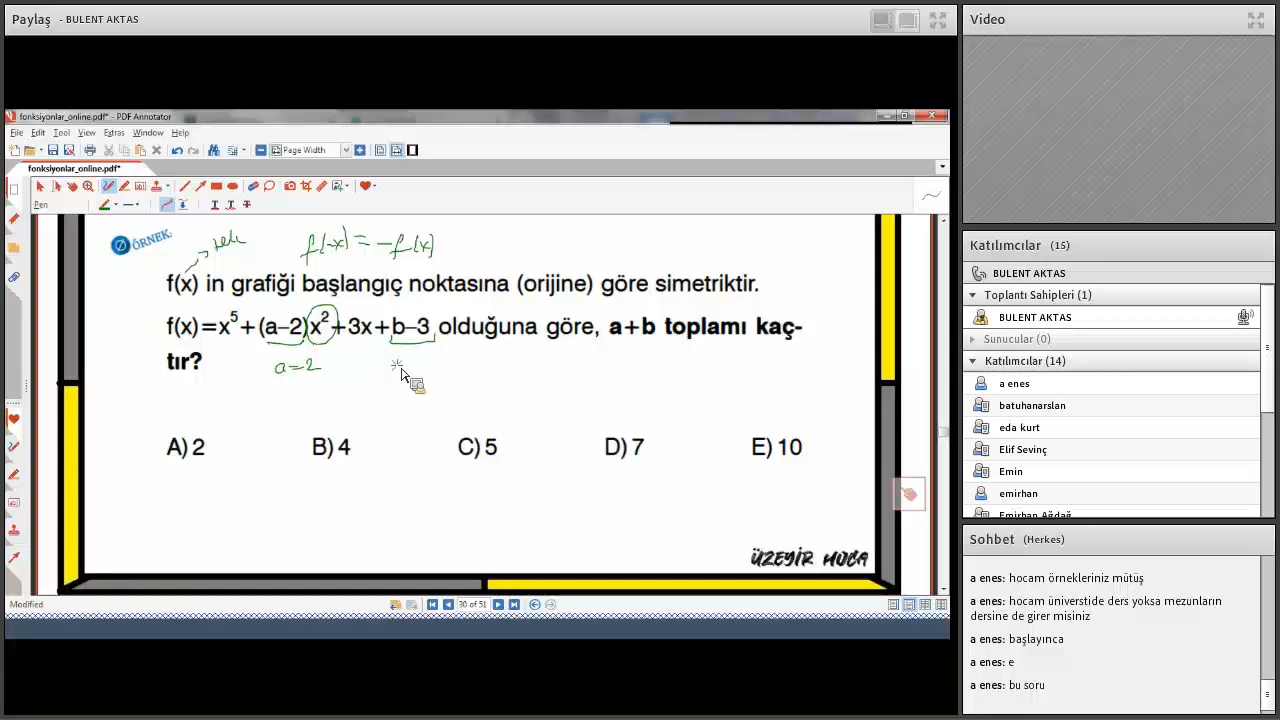 Paylaş - BULENT AKTAS
fonksiyonlar_online.pdf* - PDF Annotator
File Edit Tool View Extras Window Help
Page Width
fonksiyonlar_online.pdf*
Pen
ÖRNEK:
tek
f(-x) = -f(x)
f(x) in grafiği başlangıç noktasına (orijine) göre simetriktir.
f(x)=x⁵+(a–2)x²+3x+b–3 olduğuna göre, a+b toplamı kaç-
tır?
a=2
A) 2 B) 4 C) 5 D) 7 E) 10
ÜZEYİR HOCA
Modified
30 of 51
Video
Katılımcılar (15)
BULENT AKTAS
Toplantı Sahipleri (1)
BULENT AKTAS
Sunucular (0)
Katılımcılar (14)
a enes
batuhanarslan
eda kurt
Elif Sevinç
Emin
emirhan
Emirhan Ağdağ
Sohbet (Herkes)
a enes: hocam örnekleriniz mütüş
a enes: hocam üniverstide ders yoksa mezunların
dersine de girer misiniz
a enes: başlayınca
a enes: e
a enes: bu soru